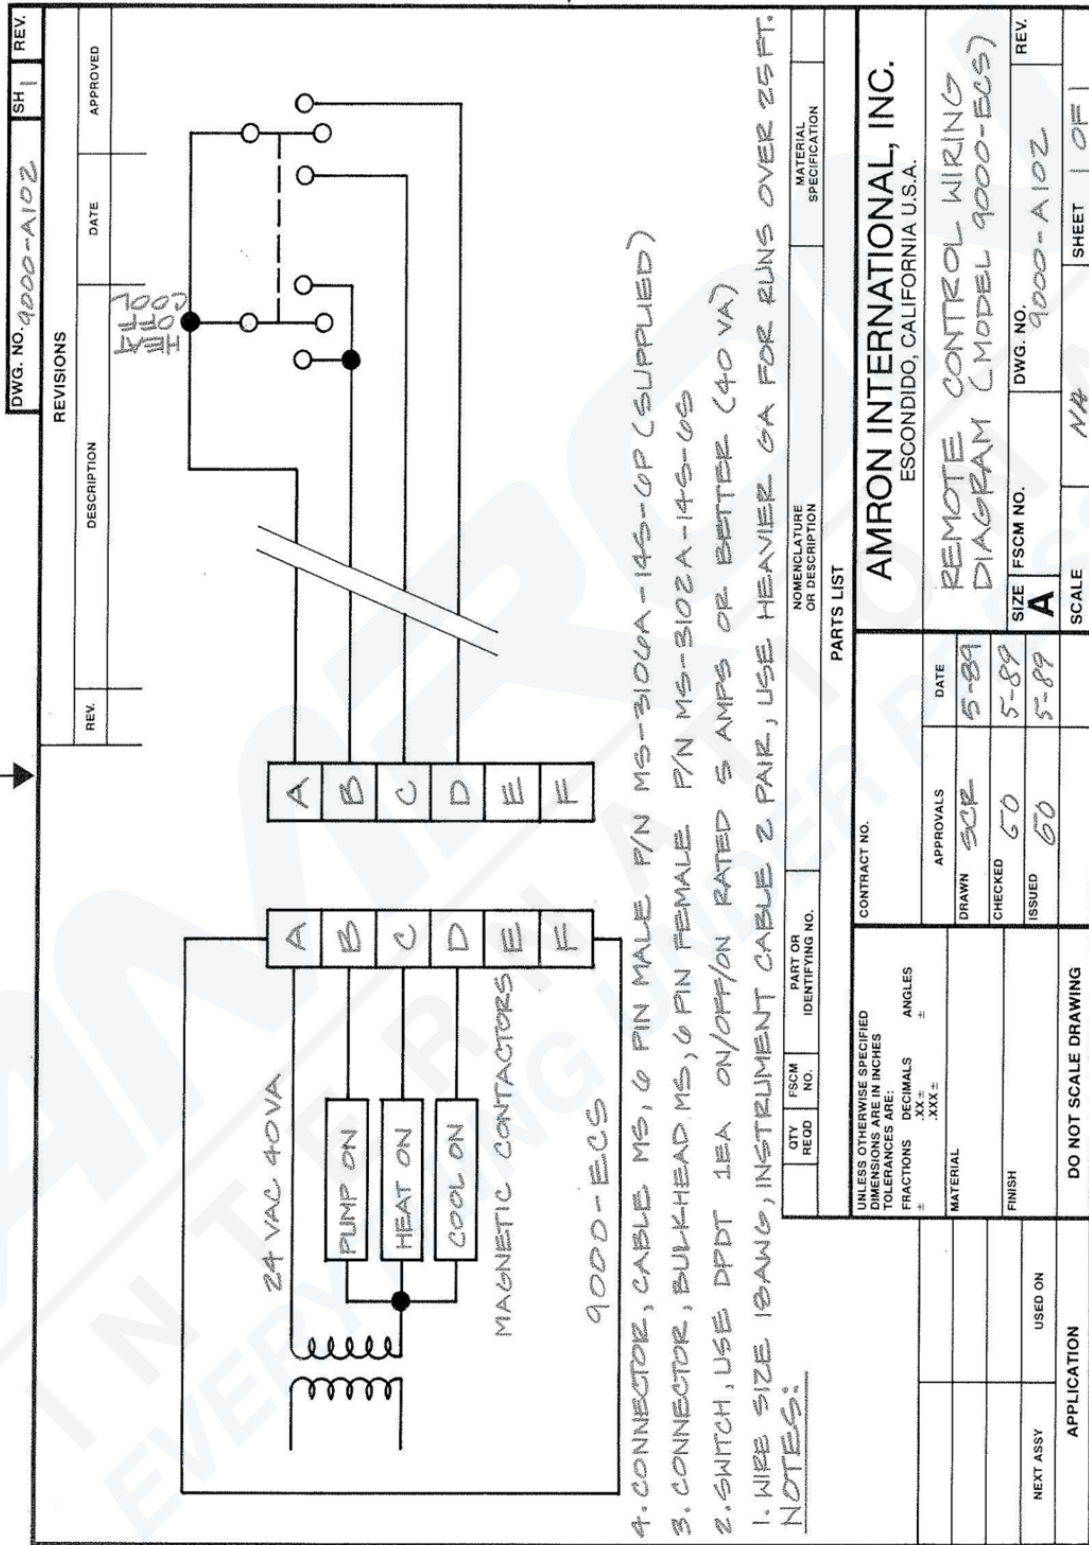 DWG. NO. 9000-A102 SH 1 REV.
REVISIONS
REV. DESCRIPTION DATE APPROVED
HEAT
OFF
COOL
24 VAC 40VA
PUMP ON
HEAT ON
COOL ON
MAGNETIC CONTACTORS
9000-ECS
A
B
C
D
E
F
A
B
C
D
E
F
4. CONNECTOR, CABLE MS, 6 PIN MALE P/N MS-3106A-14S-6P (SUPPLIED)
3. CONNECTOR, BULKHEAD MS, 6 PIN FEMALE P/N MS-3102A-14S-6S
2. SWITCH, USE DPDT 1EA ON/OFF/ON RATED 5 AMPS OR BETTER (40 VA)
1. WIRE SIZE 18AWG, INSTRUMENT CABLE 2 PAIR, USE HEAVIER GA FOR RUNS OVER 25 FT.
NOTES:
QTY REQD
FSCM NO.
PART OR IDENTIFYING NO.
NOMENCLATURE OR DESCRIPTION
MATERIAL SPECIFICATION
PARTS LIST
UNLESS OTHERWISE SPECIFIED
DIMENSIONS ARE IN INCHES
TOLERANCES ARE:
FRACTIONS DECIMALS ANGLES
± .XX ± ±
.XXX ±
MATERIAL
FINISH
DO NOT SCALE DRAWING
NEXT ASSY USED ON
APPLICATION
CONTRACT NO.
APPROVALS DATE
DRAWN SCR 5-89
CHECKED GO 5-89
ISSUED GO 5-89
AMRON INTERNATIONAL, INC.
ESCONDIDO, CALIFORNIA U.S.A.
REMOTE CONTROL WIRING
DIAGRAM (MODEL 9000-ECS)
SIZE A
FSCM NO.
DWG. NO. 9000-A102
REV.
SCALE NA
SHEET 1 OF 1
AMRON
INTERNATIONAL
EVERYTHING UNDER PRESSURE